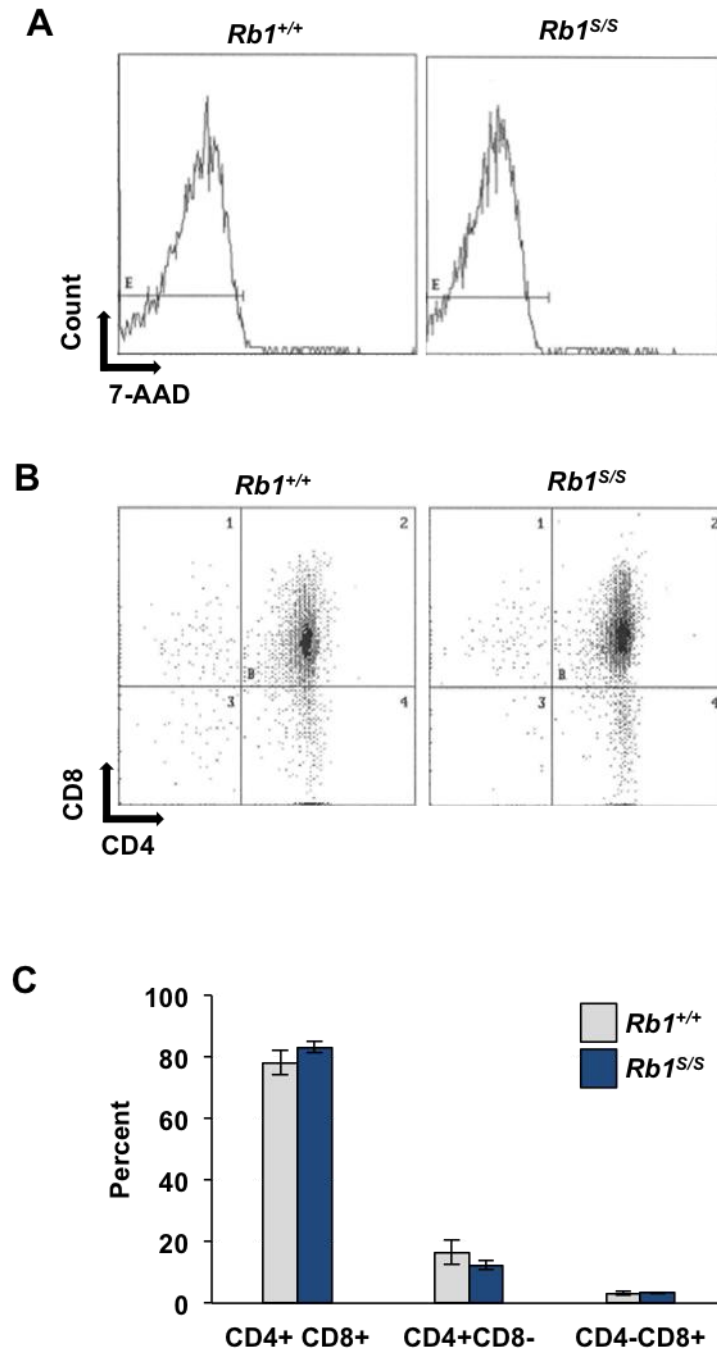 A
Rb1+/+
Rb1S/S
E
E
Count
7-AAD
B
Rb1+/+
Rb1S/S
1
2
1
2
B
B
3
4
3
4
CD8
CD4
C
100
80
60
40
20
0
Percent
Rb1+/+
Rb1S/S
CD4+ CD8+
CD4+CD8-
CD4-CD8+